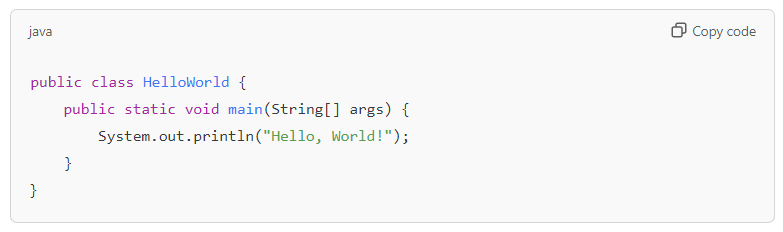 java
Copy code
public class HelloWorld {
    public static void main(String[] args) {
        System.out.println("Hello, World!");
    }
}